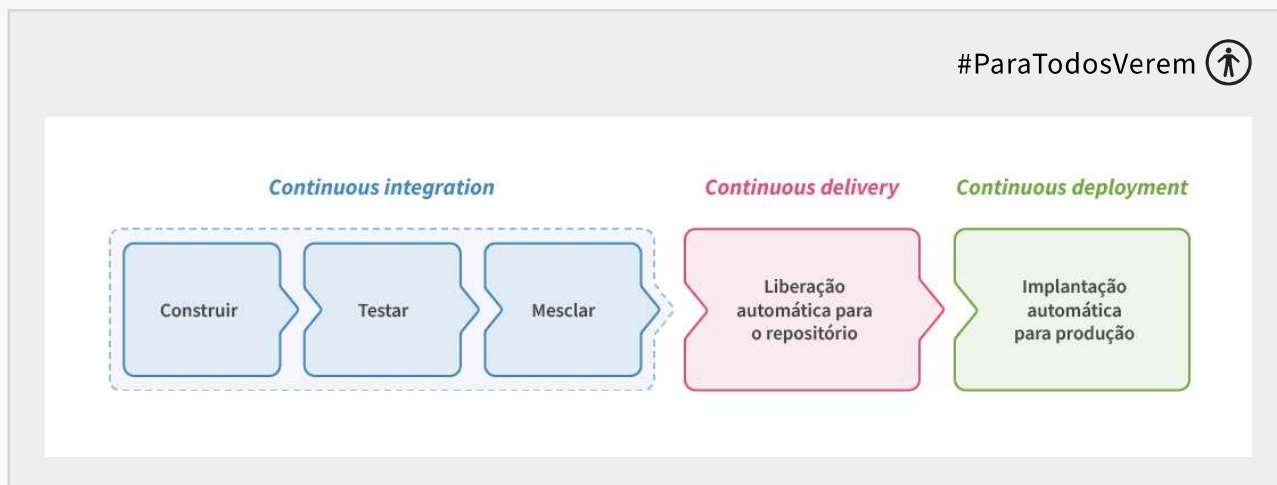 #ParaTodosVerem
Continuous integration
Continuous delivery
Continuous deployment
Construir
Testar
Mesclar
Liberação
automática para
o repositório
Implantação
automática
para produção